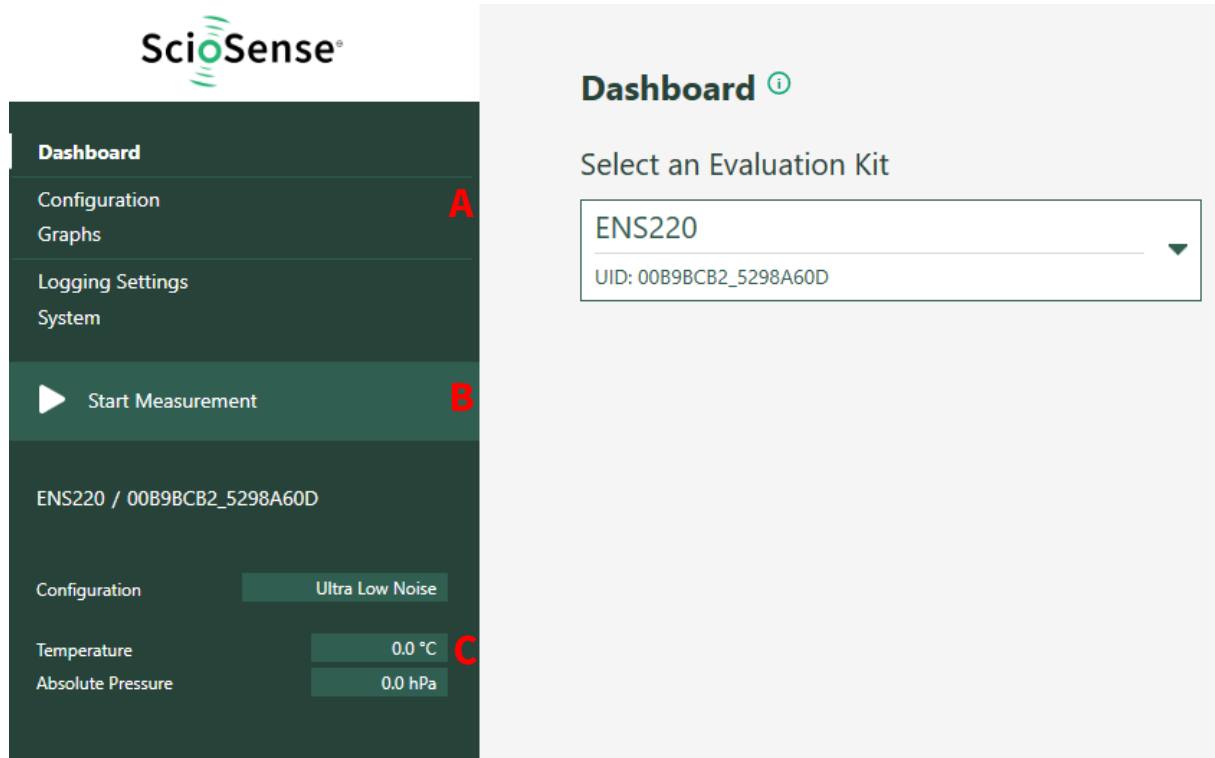 ScioSense®
Dashboard
Configuration A
Graphs
Logging Settings
System
Start Measurement B
ENS220 / 00B9BCB2_5298A60D
Configuration Ultra Low Noise
Temperature 0.0 °C C
Absolute Pressure 0.0 hPa
Dashboard i
Select an Evaluation Kit
ENS220
UID: 00B9BCB2_5298A60D